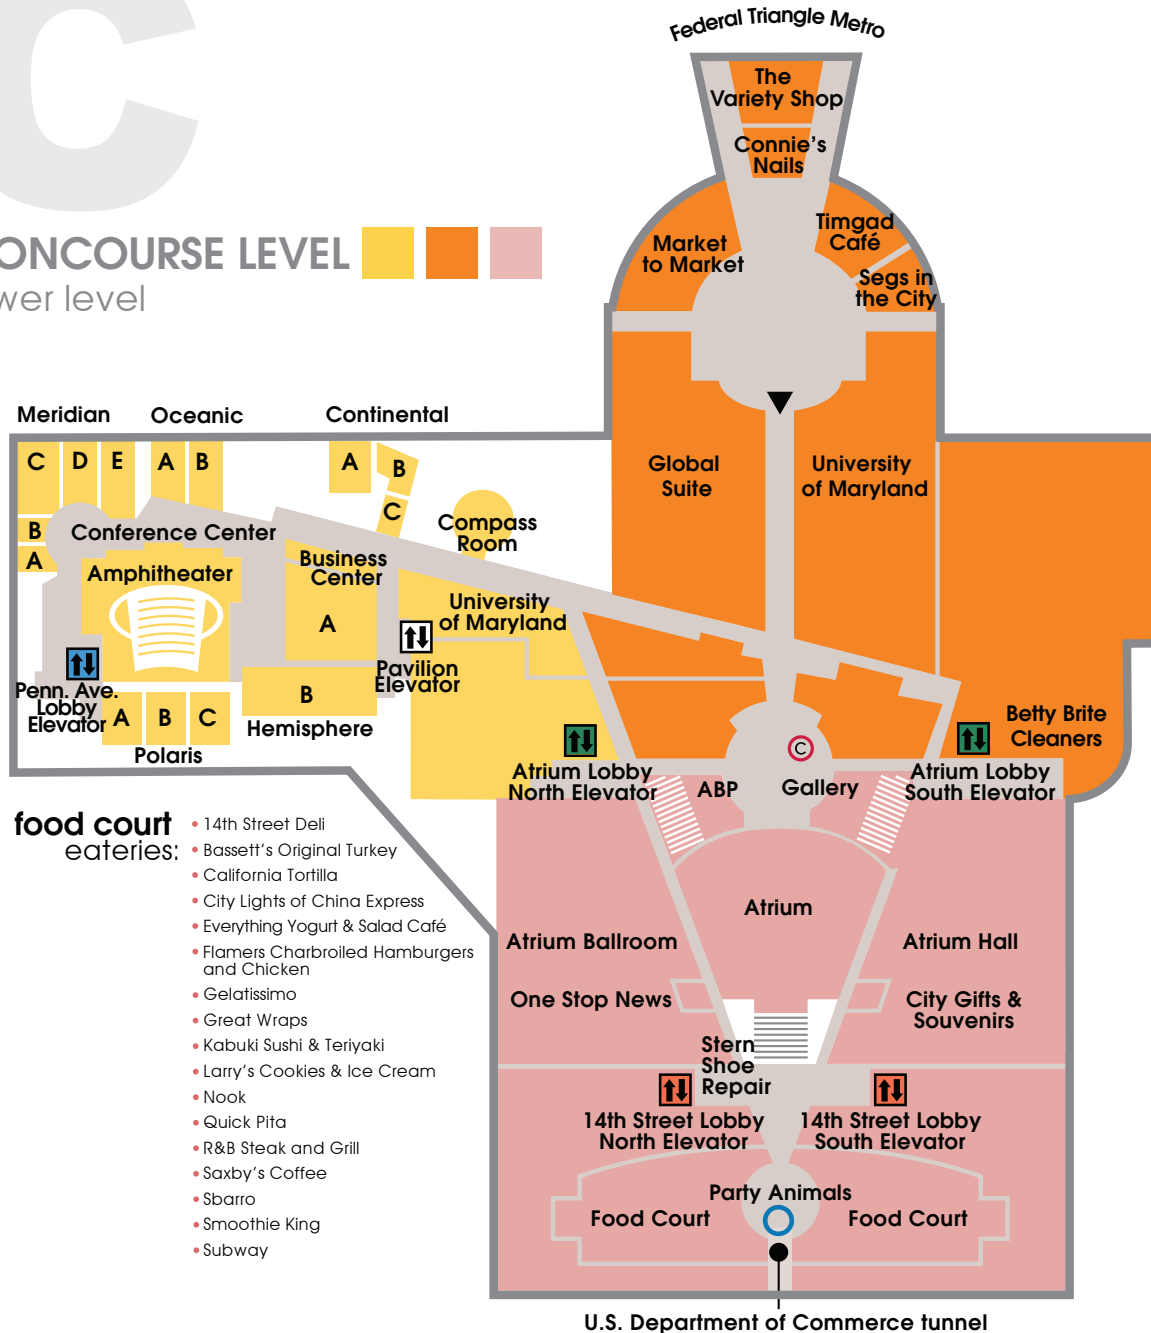 Federal Triangle Metro
C
ONCOURSE LEVEL
wer level
The
Variety Shop
Connie's
Nails
Market
to Market
Timgad
Café
Segs in
the City
Global
Suite
University
of Maryland
Meridian
Oceanic
Continental
C
D
E
A
B
A
B
C
B
A
Conference Center
Compass
Room
Amphitheater
Business
Center
A
University
of Maryland
Pavilion
Elevator
Penn. Ave.
Lobby
Elevator
A
B
C
Polaris
B
Hemisphere
Betty Brite
Cleaners
C
Atrium Lobby
North Elevator
ABP
Gallery
Atrium Lobby
South Elevator
food court
eateries:
• 14th Street Deli
• Bassett's Original Turkey
• California Tortilla
• City Lights of China Express
• Everything Yogurt & Salad Café
• Flamers Charbroiled Hamburgers
and Chicken
• Gelatissimo
• Great Wraps
• Kabuki Sushi & Teriyaki
• Larry's Cookies & Ice Cream
• Nook
• Quick Pita
• R&B Steak and Grill
• Saxby's Coffee
• Sbarro
• Smoothie King
• Subway
Atrium
Atrium Ballroom
Atrium Hall
One Stop News
City Gifts &
Souvenirs
Stern
Shoe
Repair
14th Street Lobby
North Elevator
14th Street Lobby
South Elevator
Party Animals
Food Court
Food Court
U.S. Department of Commerce tunnel